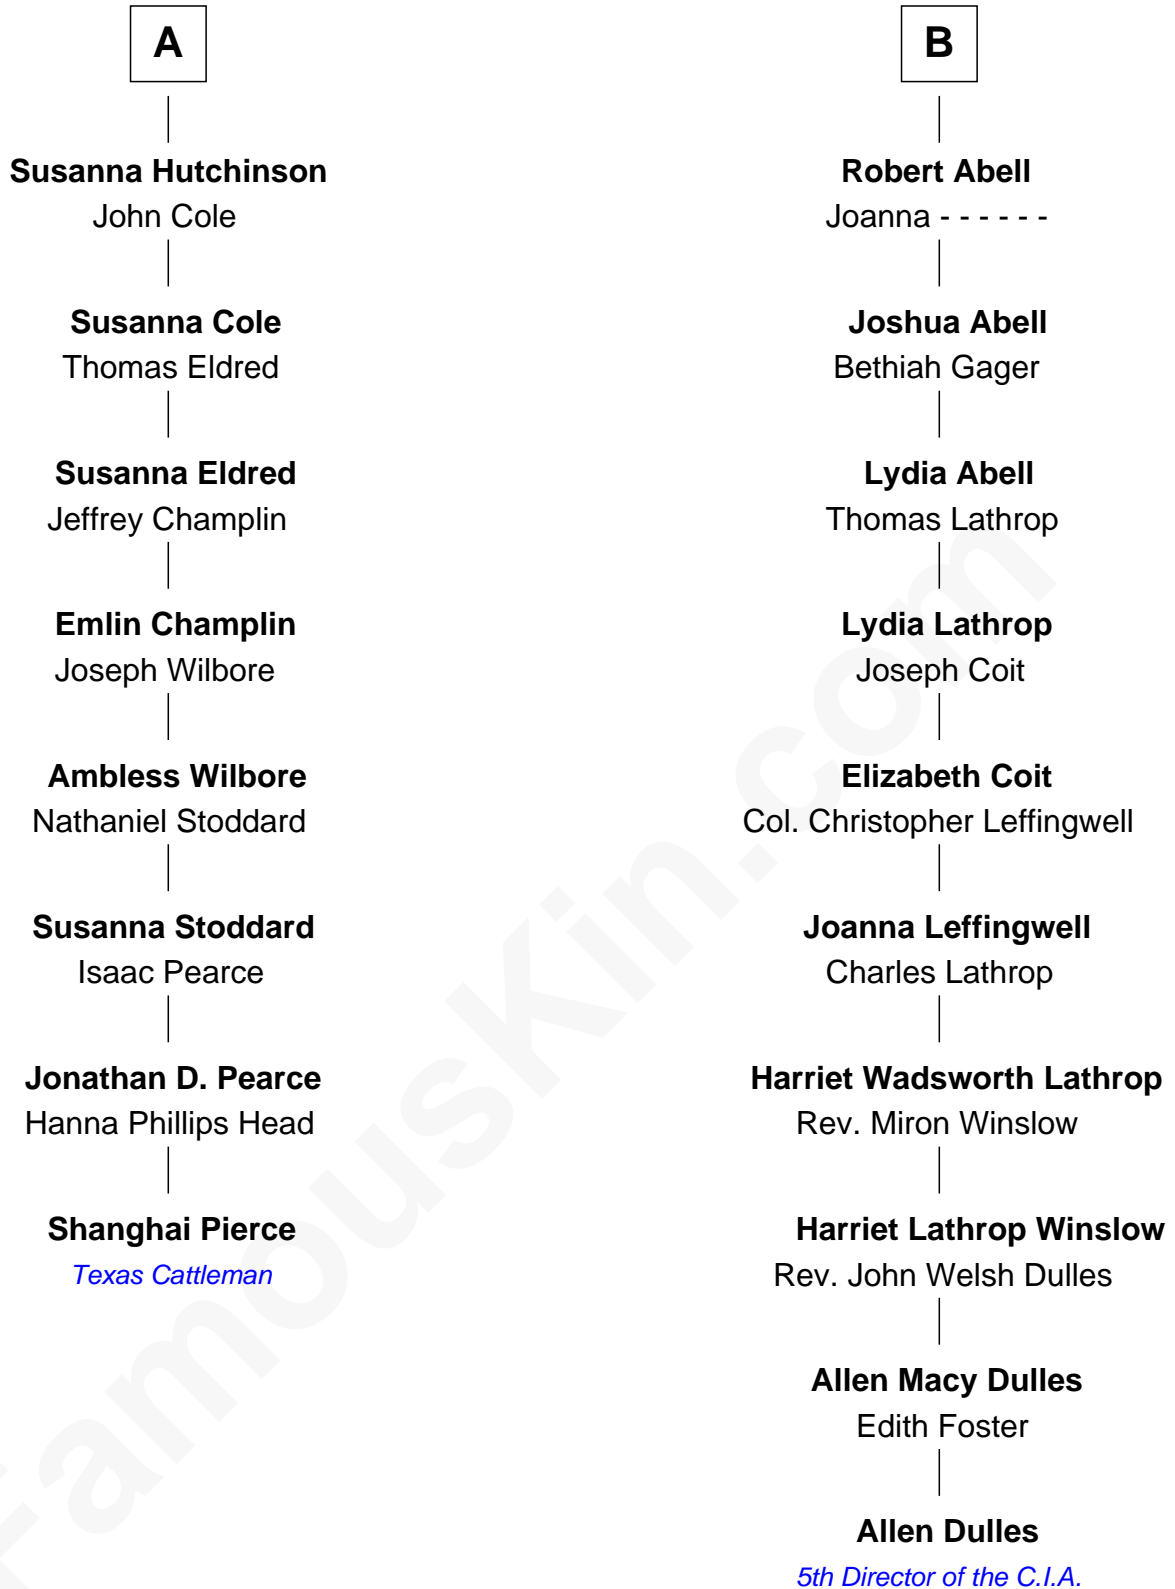 A
Susanna Hutchinson
John Cole
Susanna Cole
Thomas Eldred
Susanna Eldred
Jeffrey Champlin
Emlin Champlin
Joseph Wilbore
Ambless Wilbore
Nathaniel Stoddard
Susanna Stoddard
Isaac Pearce
Jonathan D. Pearce
Hanna Phillips Head
Shanghai Pierce
Texas Cattleman
B
Robert Abell
Joanna - - - - - -
Joshua Abell
Bethiah Gager
Lydia Abell
Thomas Lathrop
Lydia Lathrop
Joseph Coit
Elizabeth Coit
Col. Christopher Leffingwell
Joanna Leffingwell
Charles Lathrop
Harriet Wadsworth Lathrop
Rev. Miron Winslow
Harriet Lathrop Winslow
Rev. John Welsh Dulles
Allen Macy Dulles
Edith Foster
Allen Dulles
5th Director of the C.I.A.
FamousKin.com